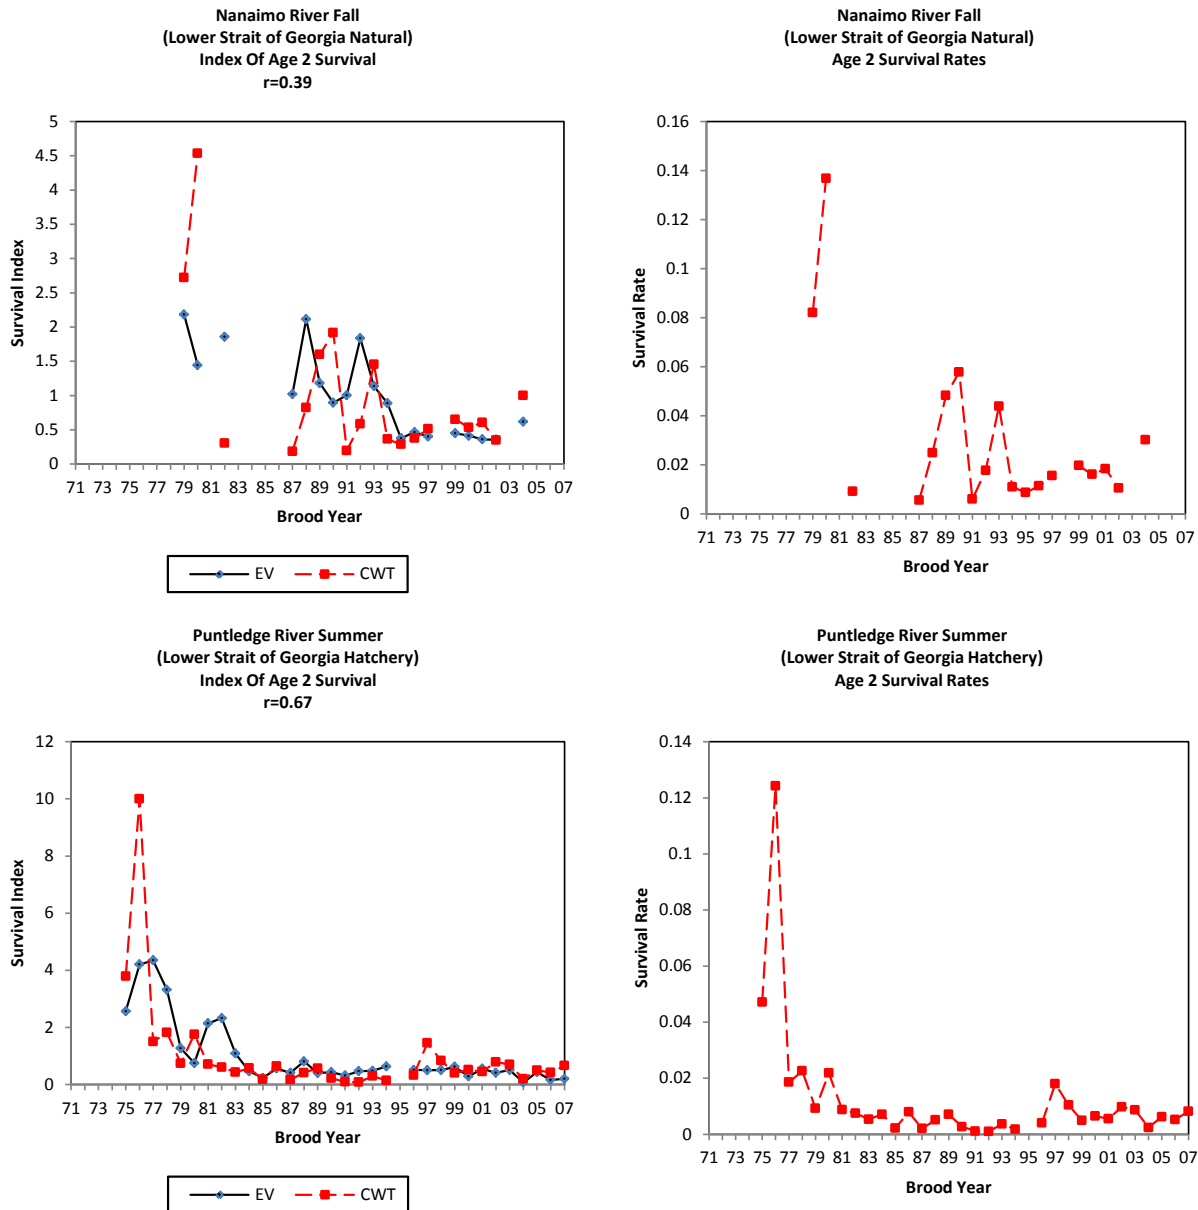 Nanaimo River Fall
(Lower Strait of Georgia Natural)
Index Of Age 2 Survival
r=0.39
5
4.5
4
3.5
3
2.5
2
1.5
1
0.5
0
Survival Index
71 73 75 77 79 81 83 85 87 89 91 93 95 97 99 01 03 05 07
Brood Year
EV CWT
Nanaimo River Fall
(Lower Strait of Georgia Natural)
Age 2 Survival Rates
0.16
0.14
0.12
0.1
0.08
0.06
0.04
0.02
0
Survival Rate
71 73 75 77 79 81 83 85 87 89 91 93 95 97 99 01 03 05 07
Brood Year
Puntledge River Summer
(Lower Strait of Georgia Hatchery)
Index Of Age 2 Survival
r=0.67
12
10
8
6
4
2
0
Survival Index
71 73 75 77 79 81 83 85 87 89 91 93 95 97 99 01 03 05 07
Brood Year
EV CWT
Puntledge River Summer
(Lower Strait of Georgia Hatchery)
Age 2 Survival Rates
0.14
0.12
0.1
0.08
0.06
0.04
0.02
0
Survival Rate
71 73 75 77 79 81 83 85 87 89 91 93 95 97 99 01 03 05 07
Brood Year